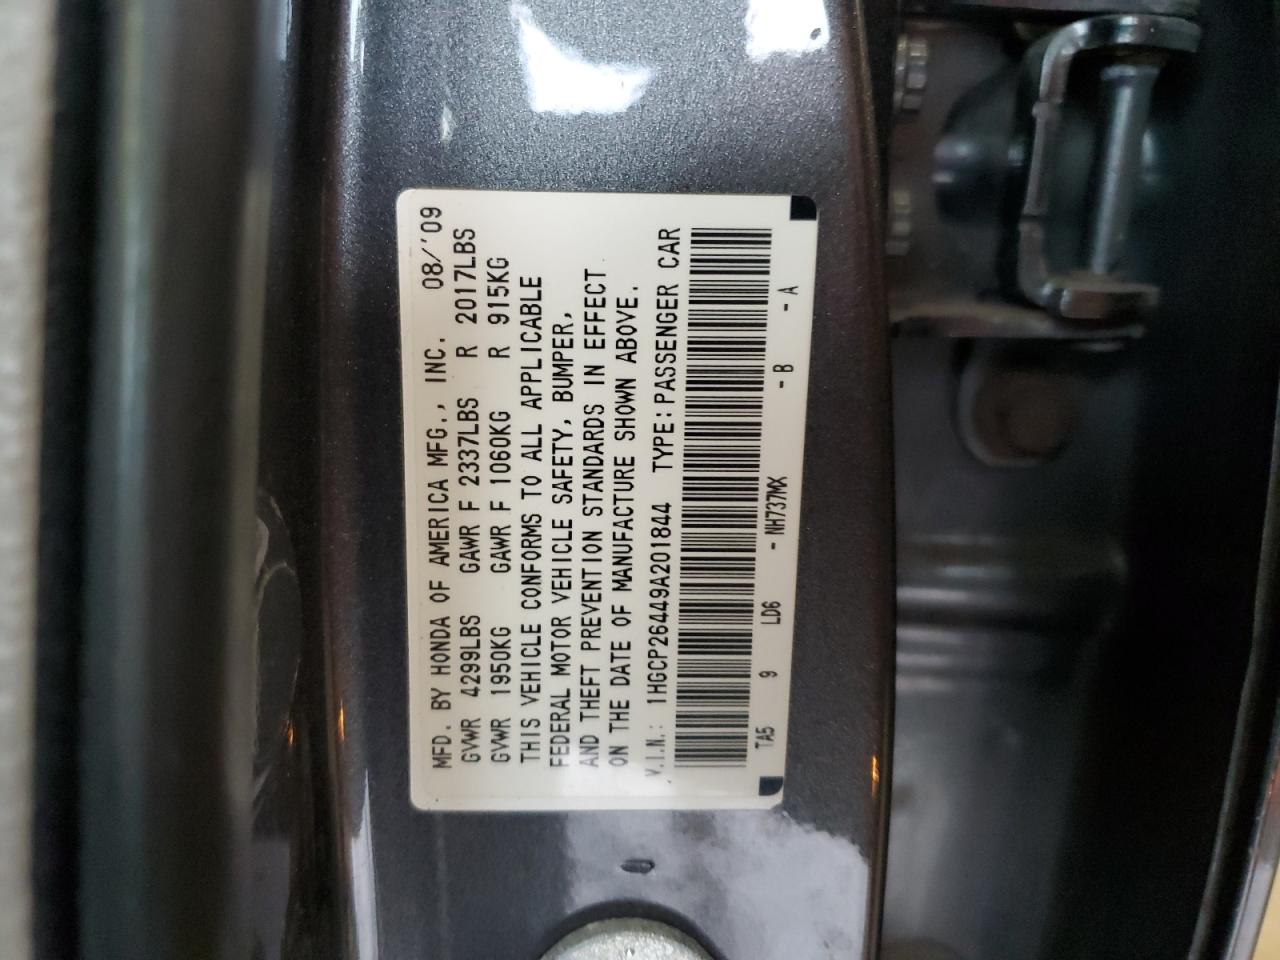 MFD. BY HONDA OF AMERICA MFG., INC. 08/'09
GVWR 4299LBS GAWR F 2337LBS R 2017LBS
GVWR 1950KG GAWR F 1060KG R 915KG
THIS VEHICLE CONFORMS TO ALL APPLICABLE
FEDERAL MOTOR VEHICLE SAFETY, BUMPER,
AND THEFT PREVENTION STANDARDS IN EFFECT
ON THE DATE OF MANUFACTURE SHOWN ABOVE.
V.I.N.: 1HGCP26449A201844 TYPE:PASSENGER CAR
TA5 9 LD6 - NH737MX - B - A